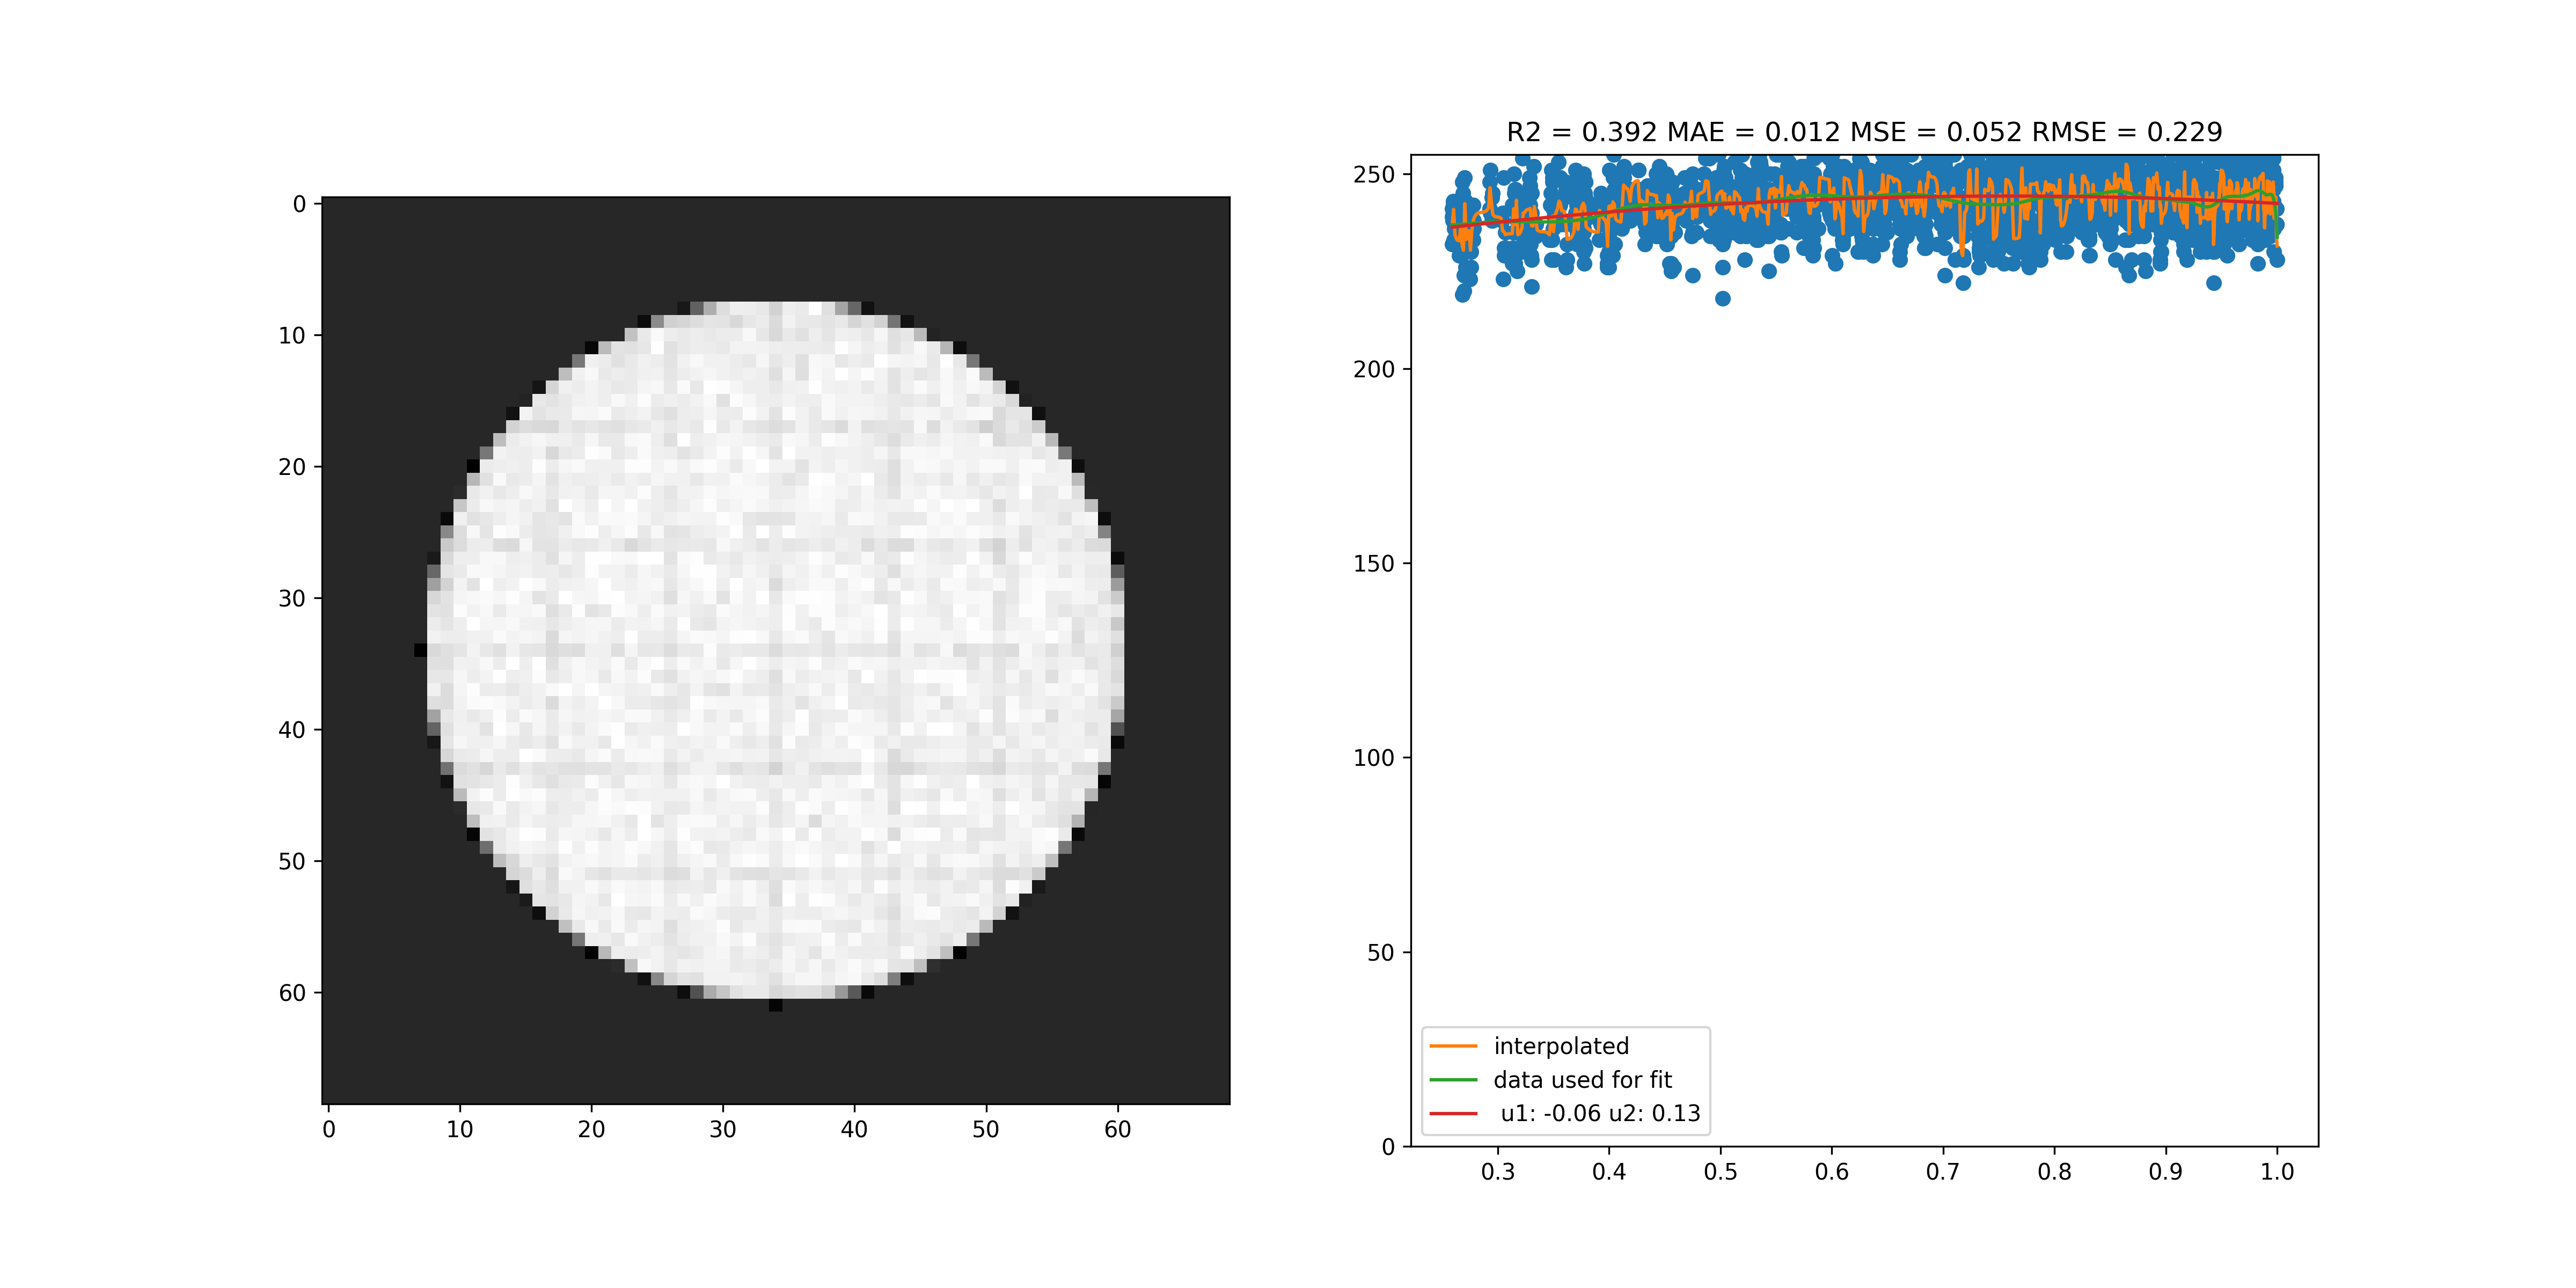 R2 = 0.392 MAE = 0.012 MSE = 0.052 RMSE = 0.229
0
10
20
30
40
50
60
0 10 20 30 40 50 60
250
200
150
100
50
0
interpolated
data used for fit
u1: -0.06 u2: 0.13
0.3 0.4 0.5 0.6 0.7 0.8 0.9 1.0